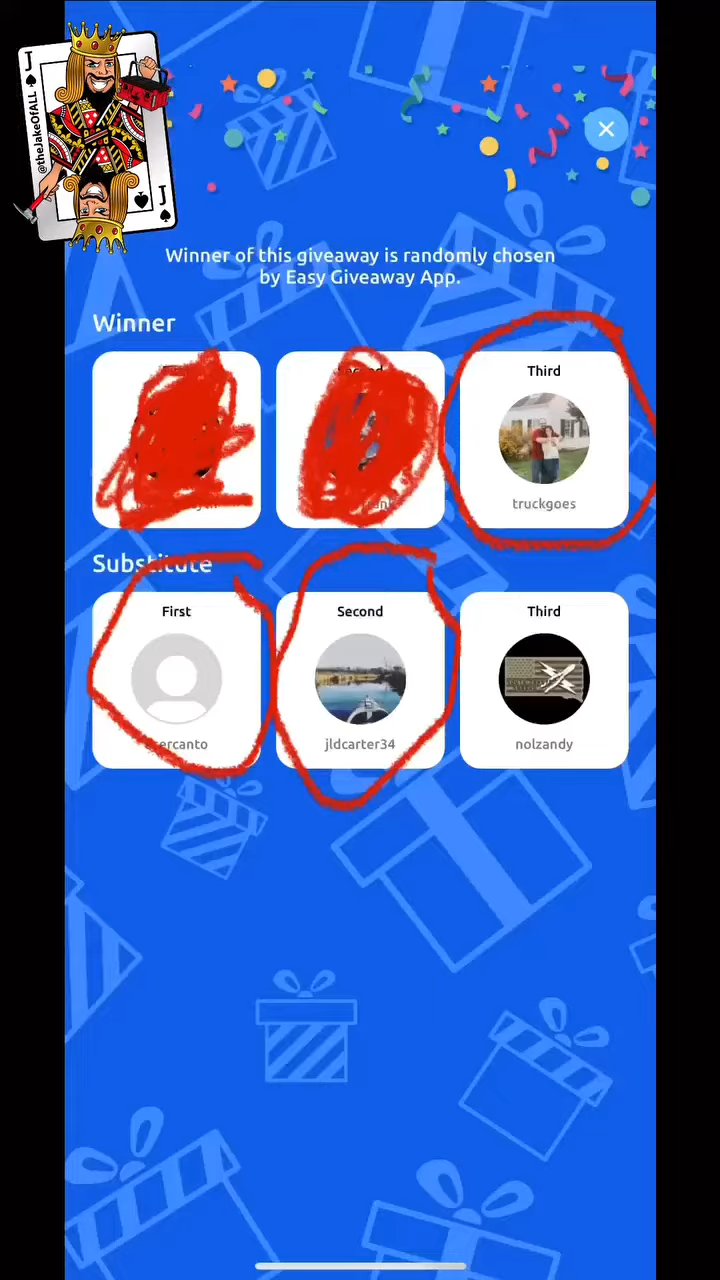 J
@theJakeOfALL
J
Winner of this giveaway is randomly chosen
by Easy Giveaway App.
Winner
Third
truckgoes
Substitute
First
Second
Third
jldcarter34
nolzandy